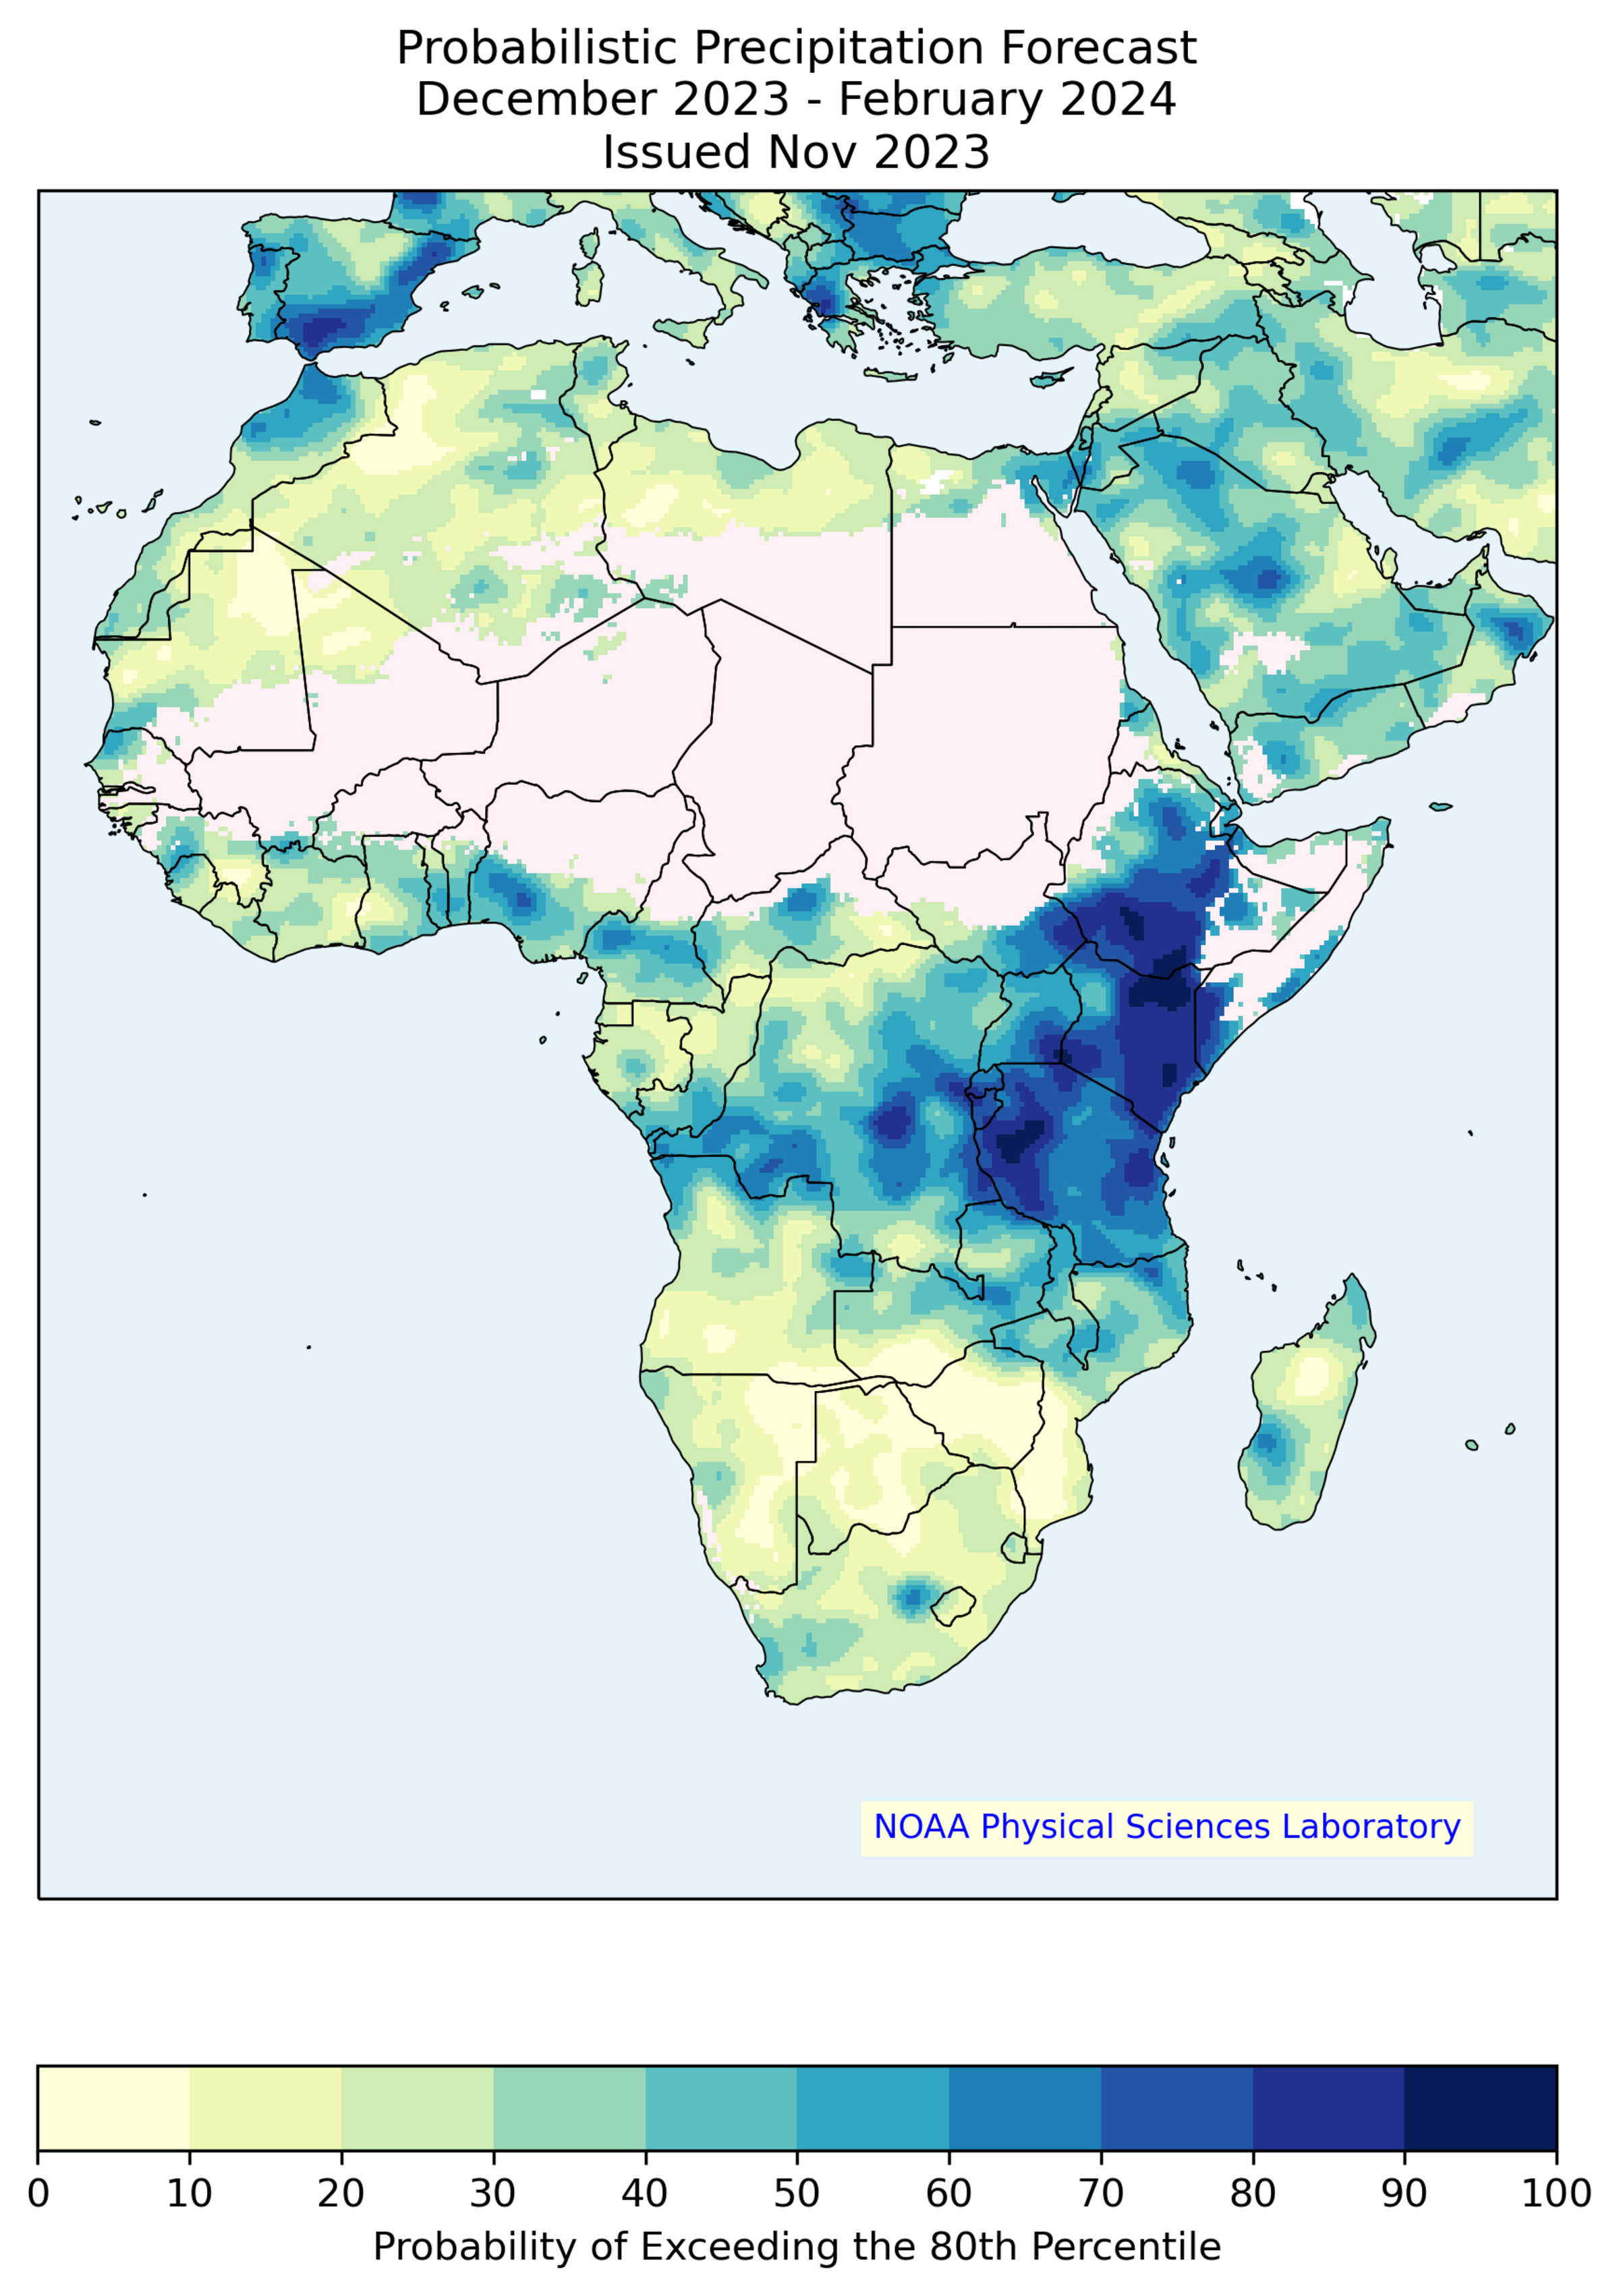 Probabilistic Precipitation Forecast
December 2023 - February 2024
Issued Nov 2023
NOAA Physical Sciences Laboratory
0 10 20 30 40 50 60 70 80 90 100
Probability of Exceeding the 80th Percentile